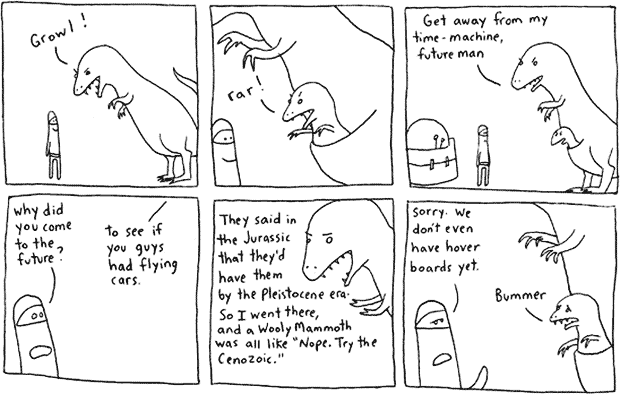 Growl!
rar!
Get away from my
time-machine,
future man
Why did
you come
to the
future?
to see if
you guys
had flying
cars.
They said in
the Jurassic
that they'd
have them
by the Pleistocene era.
So I went there,
and a Wooly Mammoth
was all like "Nope. Try the
Cenozoic."
Sorry. We
don't even
have hover
boards yet.
Bummer